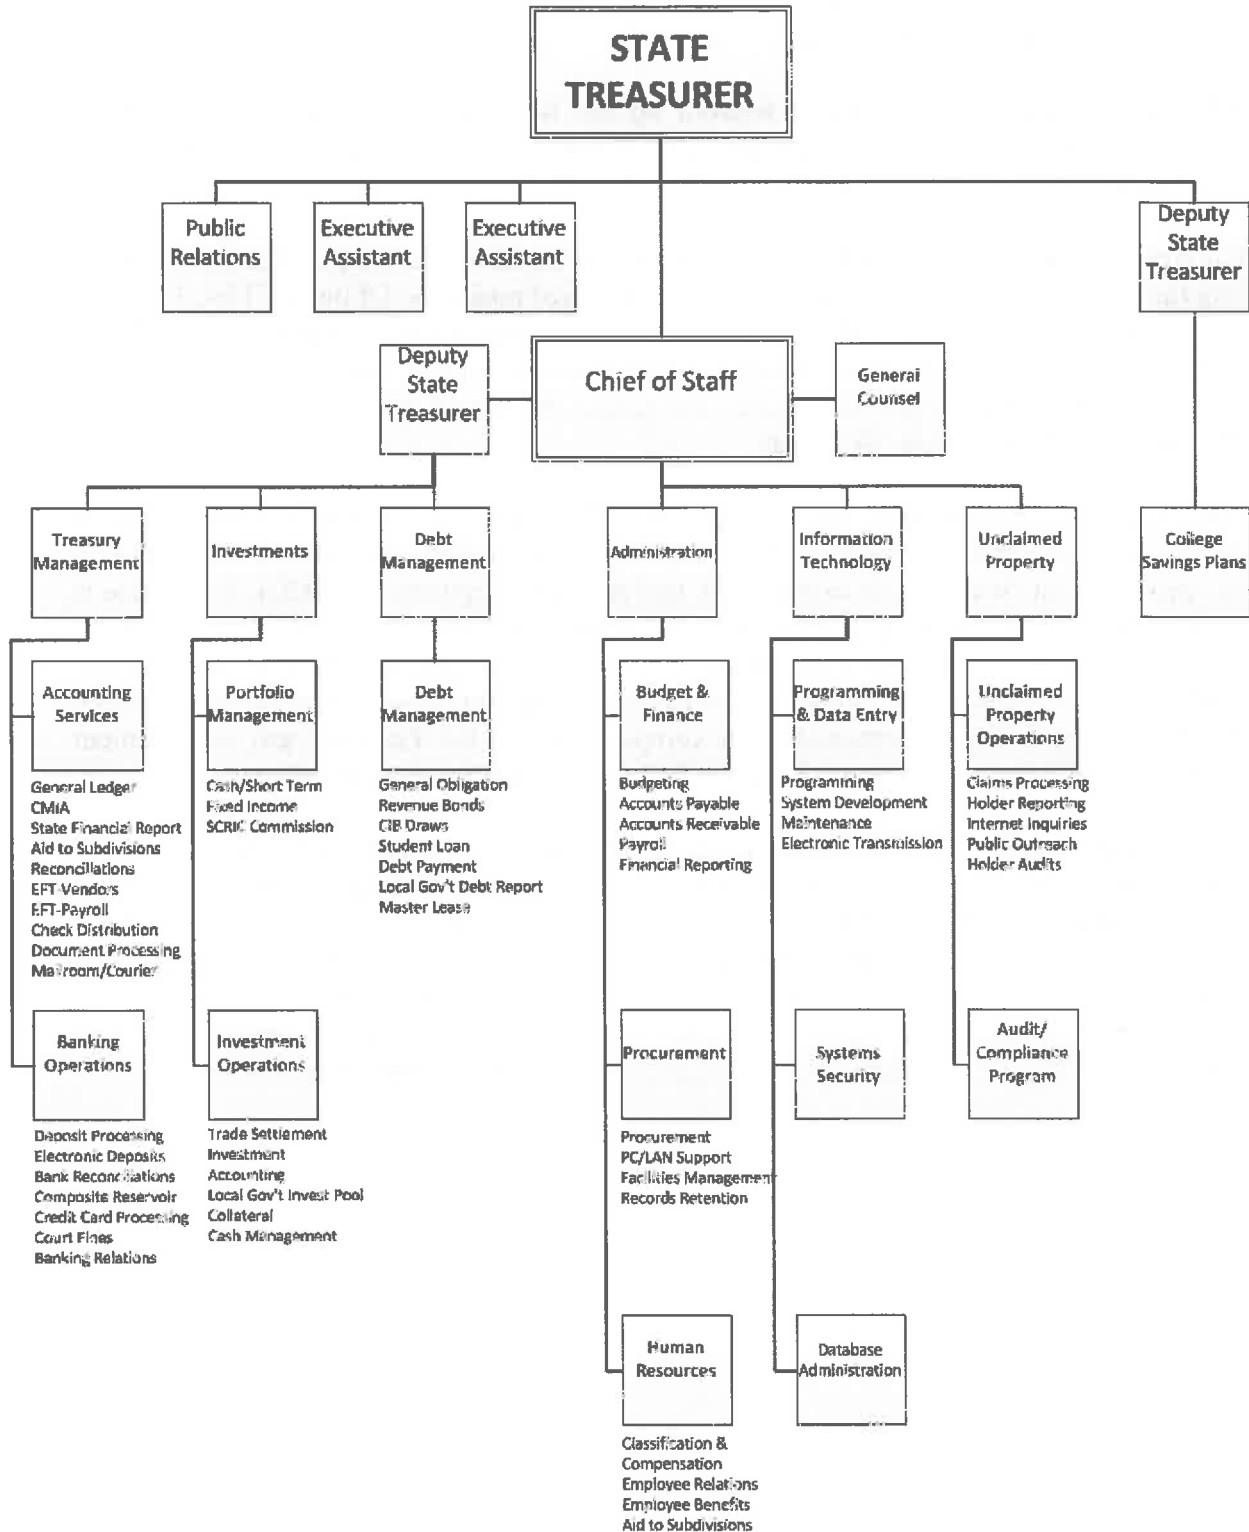 STATE
TREASURER
Public
Relations
Executive
Assistant
Executive
Assistant
Deputy
State
Treasurer
Deputy
State
Treasurer
Chief of Staff
General
Counsel
Treasury
Management
Investments
Debt
Management
Administration
Information
Technology
Unclaimed
Property
College
Savings Plans
Accounting
Services
General Ledger
CMIA
State Financial Report
Aid to Subdivisions
Reconciliations
EFT-Vendors
EFT-Payroll
Check Distribution
Document Processing
Mailroom/Courier
Portfolio
Management
Cash/Short Term
Fixed Income
SCRIC Commission
Debt
Management
General Obligation
Revenue Bonds
CIB Draws
Student Loan
Debt Payment
Local Gov't Debt Report
Master Lease
Budget &
Finance
Budgeting
Accounts Payable
Accounts Receivable
Payroll
Financial Reporting
Programming
& Data Entry
Programming
System Development
Maintenance
Electronic Transmission
Unclaimed
Property
Operations
Claims Processing
Holder Reporting
Internet Inquiries
Public Outreach
Holder Audits
Banking
Operations
Deposit Processing
Electronic Deposits
Bank Reconciliations
Composite Reservoir
Credit Card Processing
Court Fines
Banking Relations
Investment
Operations
Trade Settlement
Investment
Accounting
Local Gov't Invest Pool
Collateral
Cash Management
Procurement
Procurement
PC/LAN Support
Facilities Management
Records Retention
Systems
Security
Audit/
Compliance
Program
Human
Resources
Classification &
Compensation
Employee Relations
Employee Benefits
Aid to Subdivisions
Database
Administration